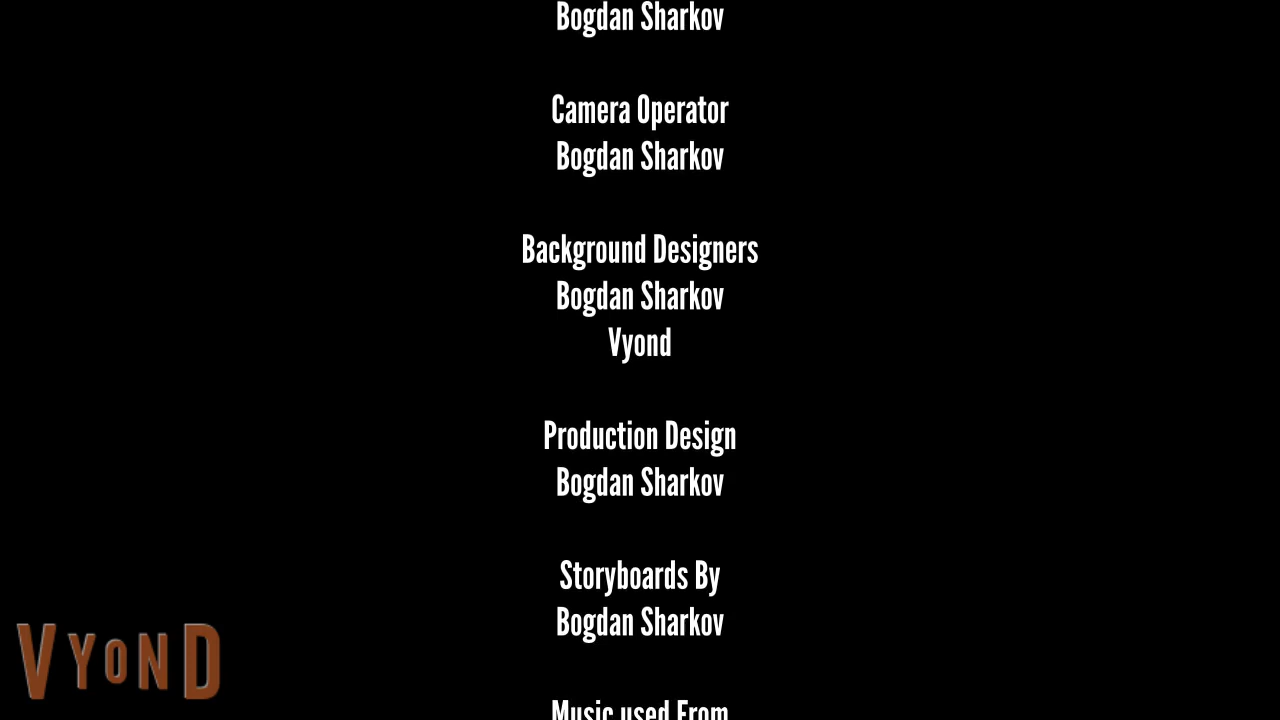 Bogdan Sharkov
Camera Operator
Bogdan Sharkov
Background Designers
Bogdan Sharkov
Vyond
Production Design
Bogdan Sharkov
Storyboards By
Bogdan Sharkov
Music used From
VYOND